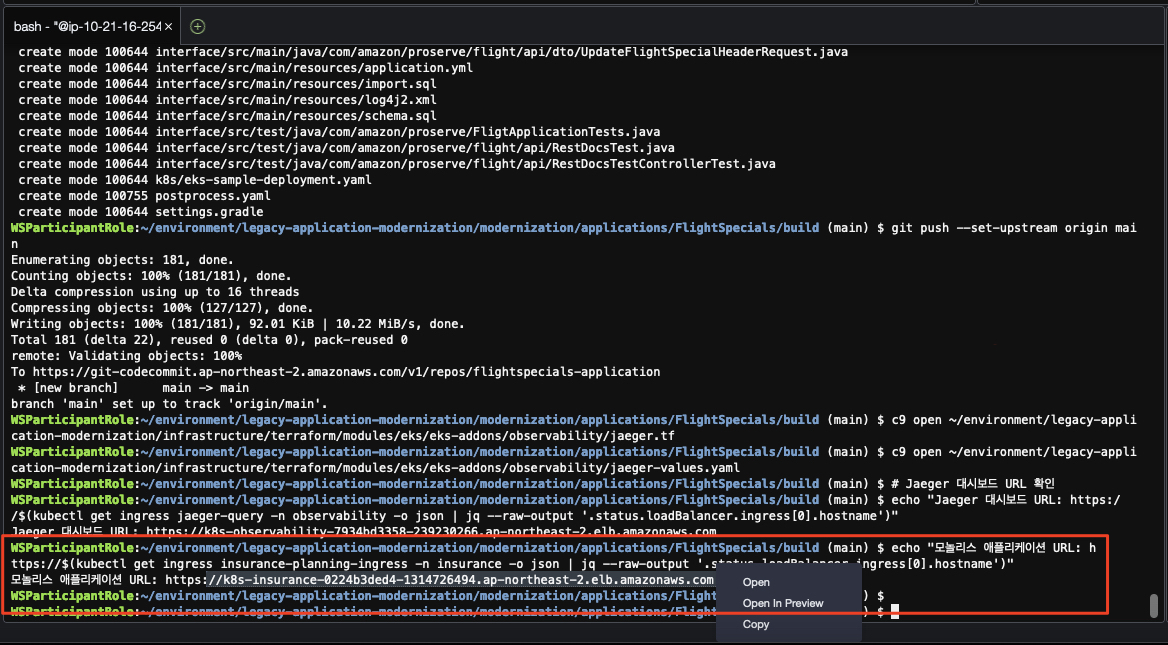 bash - "@ip-10-21-16-254 ×
create mode 100644 interface/src/main/java/com/amazon/proserve/flight/api/dto/UpdateFlightSpecialHeaderRequest.java
create mode 100644 interface/src/main/resources/application.yml
create mode 100644 interface/src/main/resources/import.sql
create mode 100644 interface/src/main/resources/log4j2.xml
create mode 100644 interface/src/main/resources/schema.sql
create mode 100644 interface/src/test/java/com/amazon/proserve/FligtApplicationTests.java
create mode 100644 interface/src/test/java/com/amazon/proserve/flight/api/RestDocsTest.java
create mode 100644 interface/src/test/java/com/amazon/proserve/flight/api/RestDocsTestControllerTest.java
create mode 100644 k8s/eks-sample-deployment.yaml
create mode 100755 postprocess.yaml
create mode 100644 settings.gradle
WSParticipantRole:~/environment/legacy-application-modernization/modernization/applications/FlightSpecials/build (main) $ git push --set-upstream origin mai
n
Enumerating objects: 181, done.
Counting objects: 100% (181/181), done.
Delta compression using up to 16 threads
Compressing objects: 100% (127/127), done.
Writing objects: 100% (181/181), 92.01 KiB | 10.22 MiB/s, done.
Total 181 (delta 22), reused 0 (delta 0), pack-reused 0
remote: Validating objects: 100%
To https://git-codecommit.ap-northeast-2.amazonaws.com/v1/repos/flightspecials-application
* [new branch]      main -> main
branch 'main' set up to track 'origin/main'.
WSParticipantRole:~/environment/legacy-application-modernization/modernization/applications/FlightSpecials/build (main) $ c9 open ~/environment/legacy-appli
cation-modernization/infrastructure/terraform/modules/eks/eks-addons/observability/jaeger.tf
WSParticipantRole:~/environment/legacy-application-modernization/modernization/applications/FlightSpecials/build (main) $ c9 open ~/environment/legacy-appli
cation-modernization/infrastructure/terraform/modules/eks/eks-addons/observability/jaeger-values.yaml
WSParticipantRole:~/environment/legacy-application-modernization/modernization/applications/FlightSpecials/build (main) $ # Jaeger 대시보드 URL 확인
WSParticipantRole:~/environment/legacy-application-modernization/modernization/applications/FlightSpecials/build (main) $ echo "Jaeger 대시보드 URL: https:/
/$(kubectl get ingress jaeger-query -n observability -o json | jq --raw-output '.status.loadBalancer.ingress[0].hostname')"
Jaeger 대시보드 URL: https://k8s-observability-7934bd3358-239230266.ap-northeast-2.elb.amazonaws.com
WSParticipantRole:~/environment/legacy-application-modernization/modernization/applications/FlightSpecials/build (main) $ echo "모놀리스 애플리케이션 URL: h
ttps://$(kubectl get ingress insurance-planning-ingress -n insurance -o json | jq --raw-output '.status.loadBalancer.ingress[0].hostname')"
모놀리스 애플리케이션 URL: https://k8s-insurance-0224b3ded4-1314726494.ap-northeast-2.elb.amazonaws.com
WSParticipantRole:~/environment/legacy-application-modernization/modernization/applications/Flight ) $
WSParticipantRole:~/environment/legacy-application-modernization/modernization/applications/Flight ) $
Open
Open In Preview
Copy